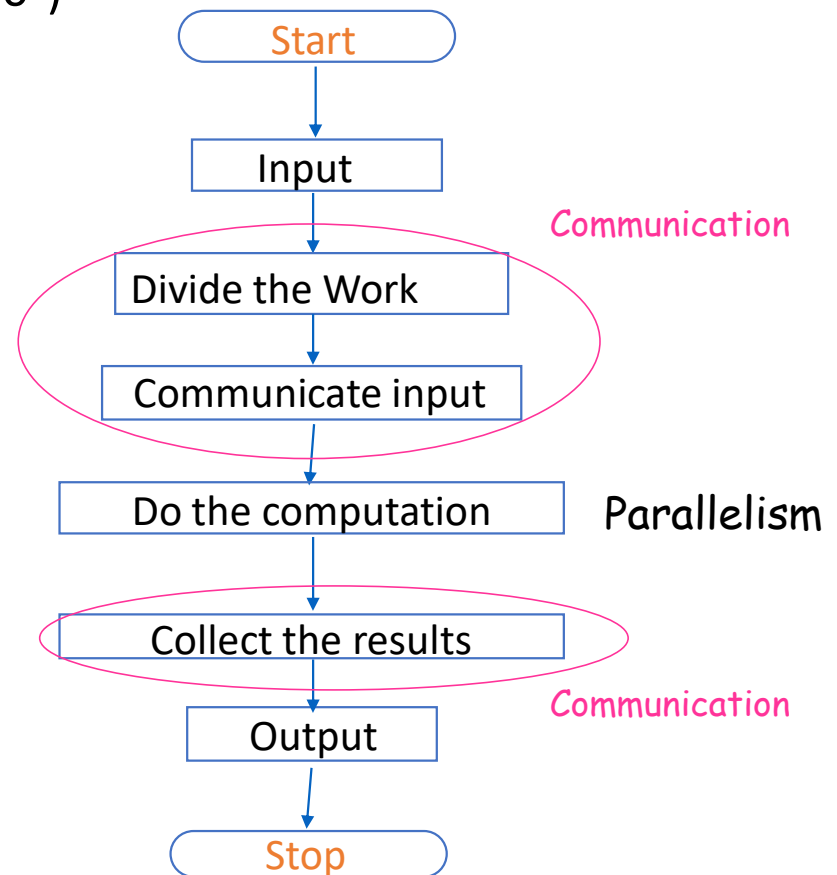 Start
Input
Communication
Divide the Work
Communicate input
Do the computation
Parallelism
Collect the results
Communication
Output
Stop